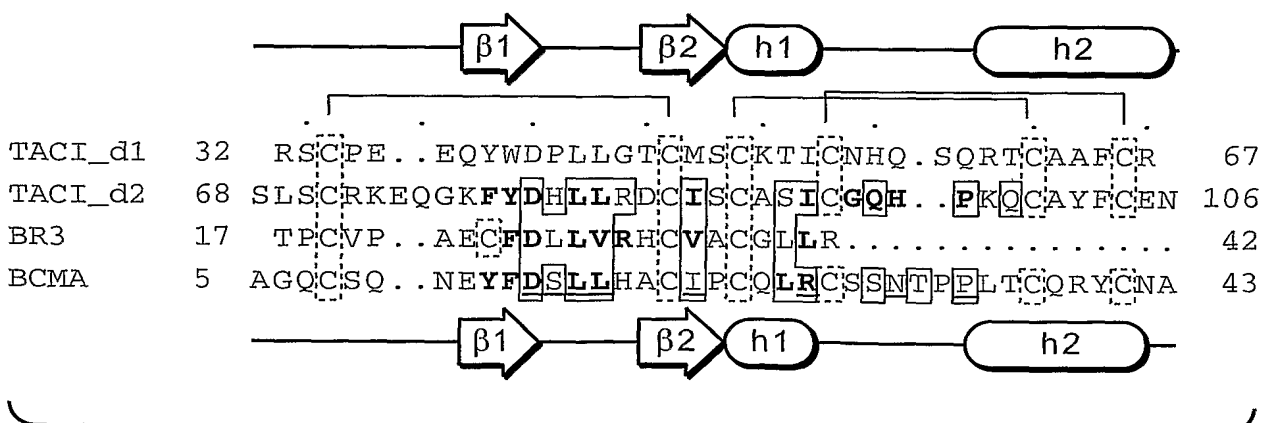 β1 β2 h1 h2
TACI_d1 32 RSCPE..EQYWDPLLGTCMSCKTICNHQ.SQRTCAAFCR 67
TACI_d2 68 SLSCRKEQGKFYDHLLRDCISCASICGQH..PKQCAYFCEN 106
BR3 17 TPCVP..AECFDLLVRHCVACGLLR............... 42
BCMA 5 AGQCSQ..NEYFDSLLHACIPCQLRCSSNTPPLTCQRYCNA 43
β1 β2 h1 h2